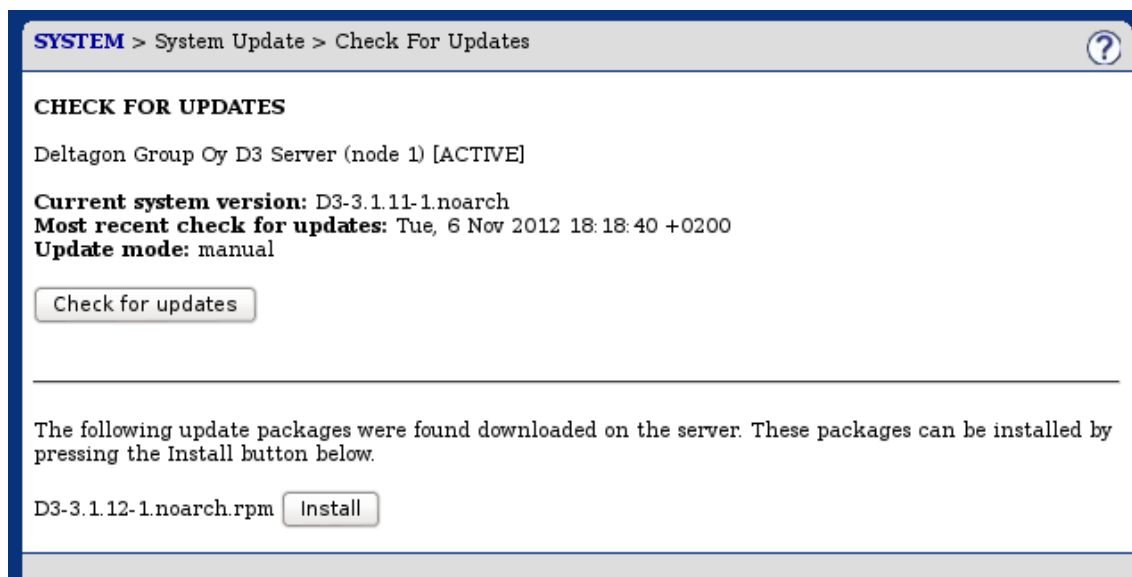 SYSTEM > System Update > Check For Updates
?
CHECK FOR UPDATES
Deltagon Group Oy D3 Server (node 1) [ACTIVE]
Current system version: D3-3.1.11-1.noarch
Most recent check for updates: Tue, 6 Nov 2012 18:18:40 +0200
Update mode: manual
Check for updates
The following update packages were found downloaded on the server. These packages can be installed by
pressing the Install button below.
D3-3.1.12-1.noarch.rpm Install